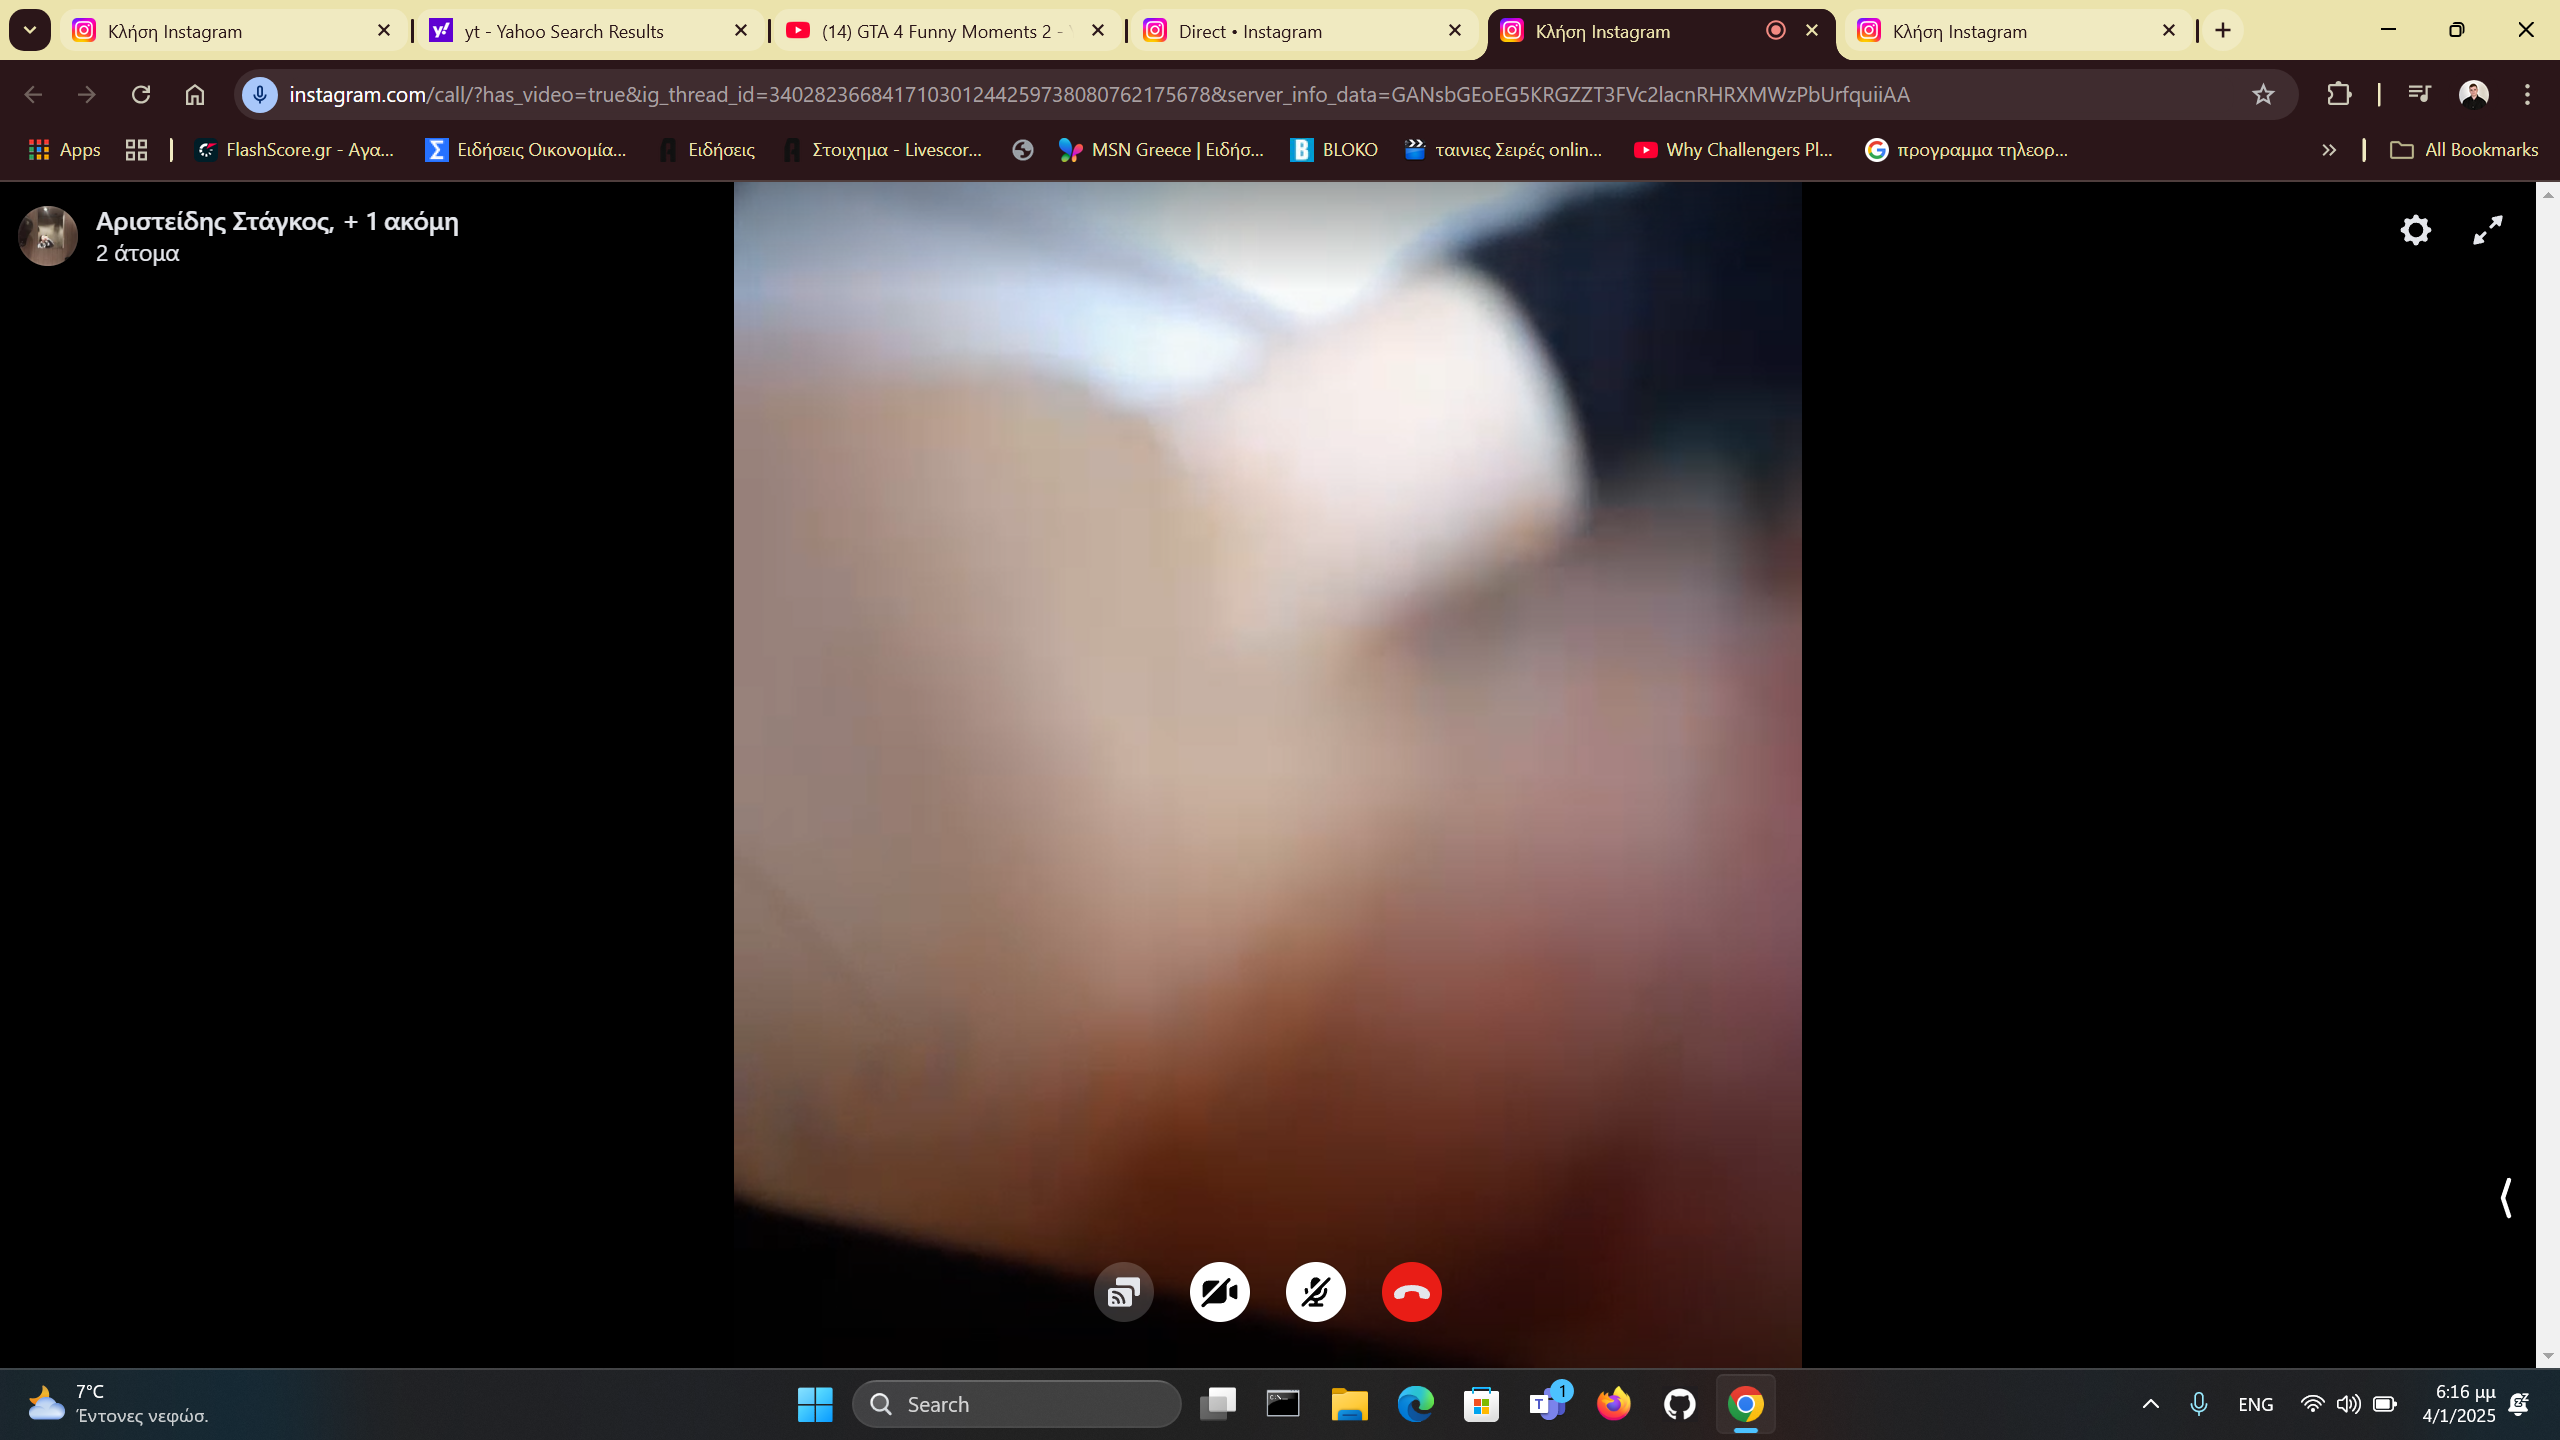 Κλήση Instagram
yt - Yahoo Search Results
(14) GTA 4 Funny Moments 2 -
Direct • Instagram
Κλήση Instagram
Κλήση Instagram
instagram.com/call/?has_video=true&ig_thread_id=340282366841710301244259738080762175678&server_info_data=GANsbGEoEG5KRGZZT3FVc2lacnRHRXMWzPbUrfquiiAA
Apps
FlashScore.gr - Αγα...
Ειδήσεις Οικονομία...
Ειδήσεις
Στοιχημα - Livescor...
MSN Greece | Ειδήσ...
BLOKO
ταινιες Σειρές onlin...
Why Challengers Pl...
προγραμμα τηλεορ...
All Bookmarks
Αριστείδης Στάγκος, + 1 ακόμη
2 άτομα
7°C
Έντονες νεφώσ.
Search
1
ENG
6:16 μμ
4/1/2025